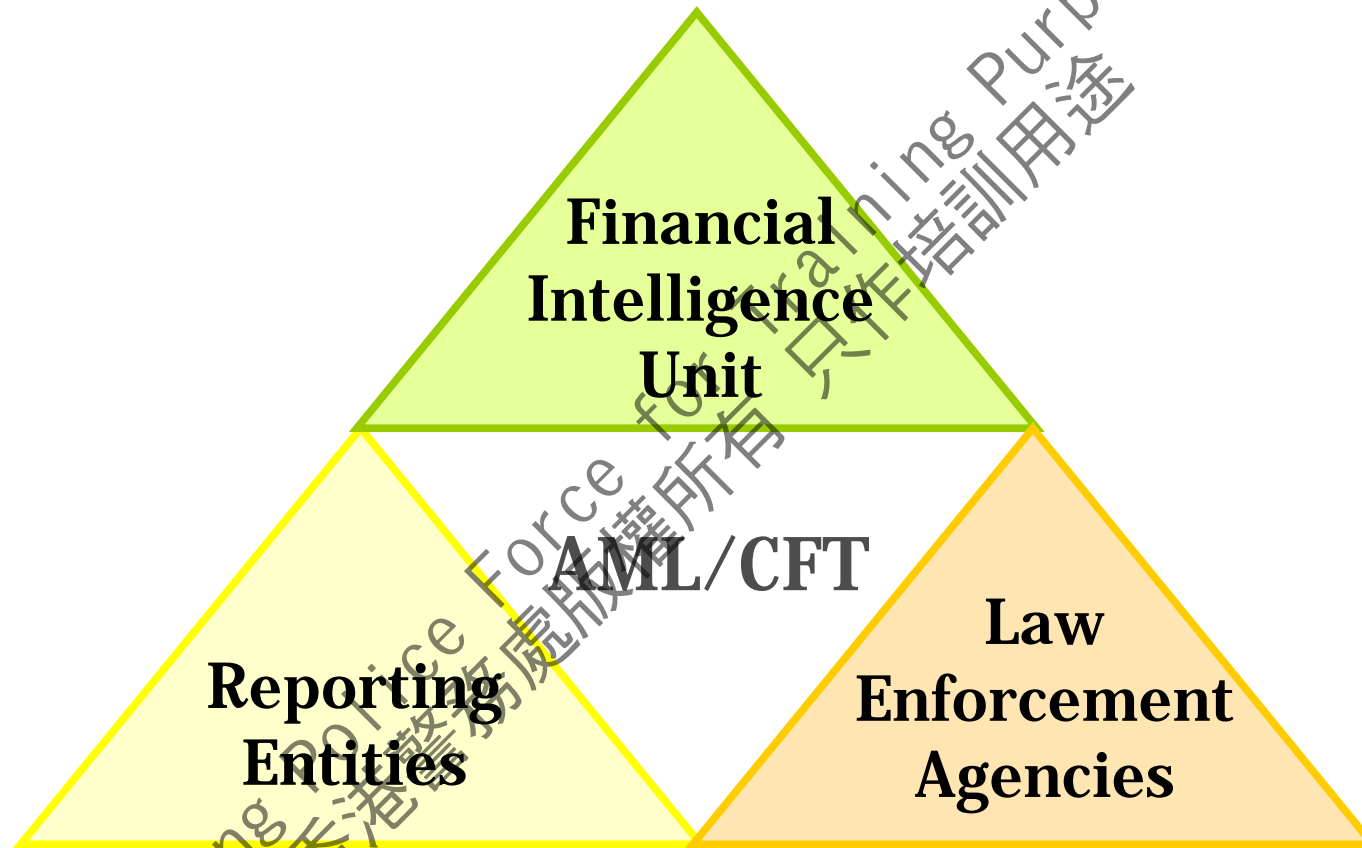 Financial
Intelligence
Unit
AML/CFT
Reporting
Entities
Law
Enforcement
Agencies
Police Force for Training
香港警務處版權所有 只作培訓用途